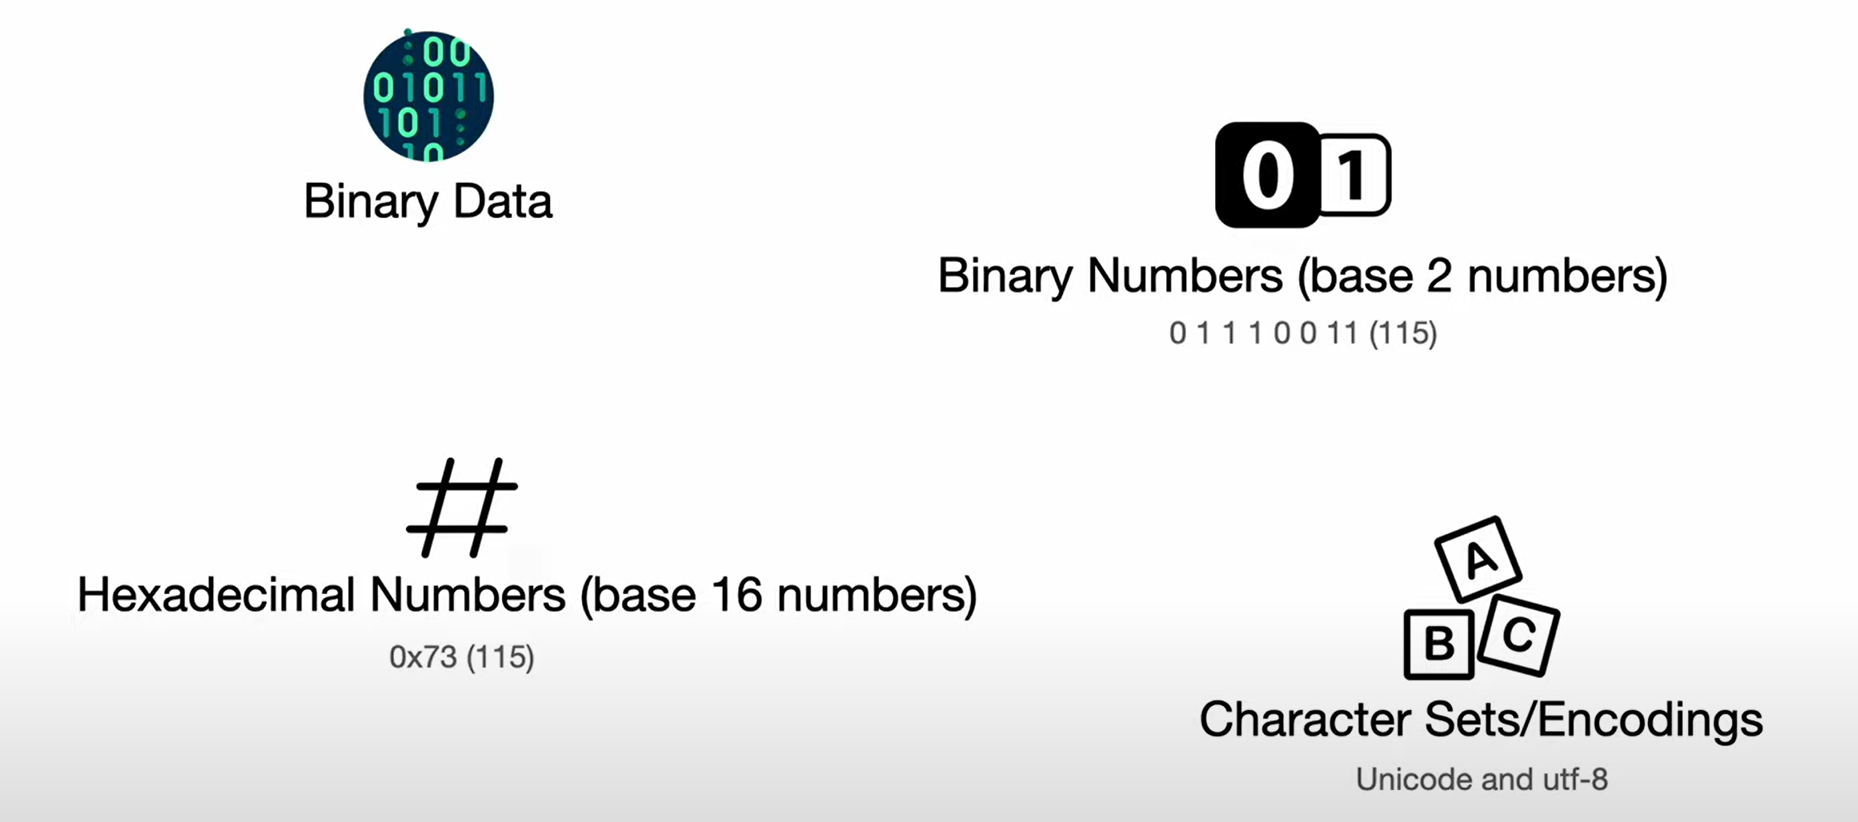 00
01011
101
10
Binary Data
0 1
Binary Numbers (base 2 numbers)
0 1 1 1 0 0 11 (115)
#
Hexadecimal Numbers (base 16 numbers)
0x73 (115)
A
B C
Character Sets/Encodings
Unicode and utf-8